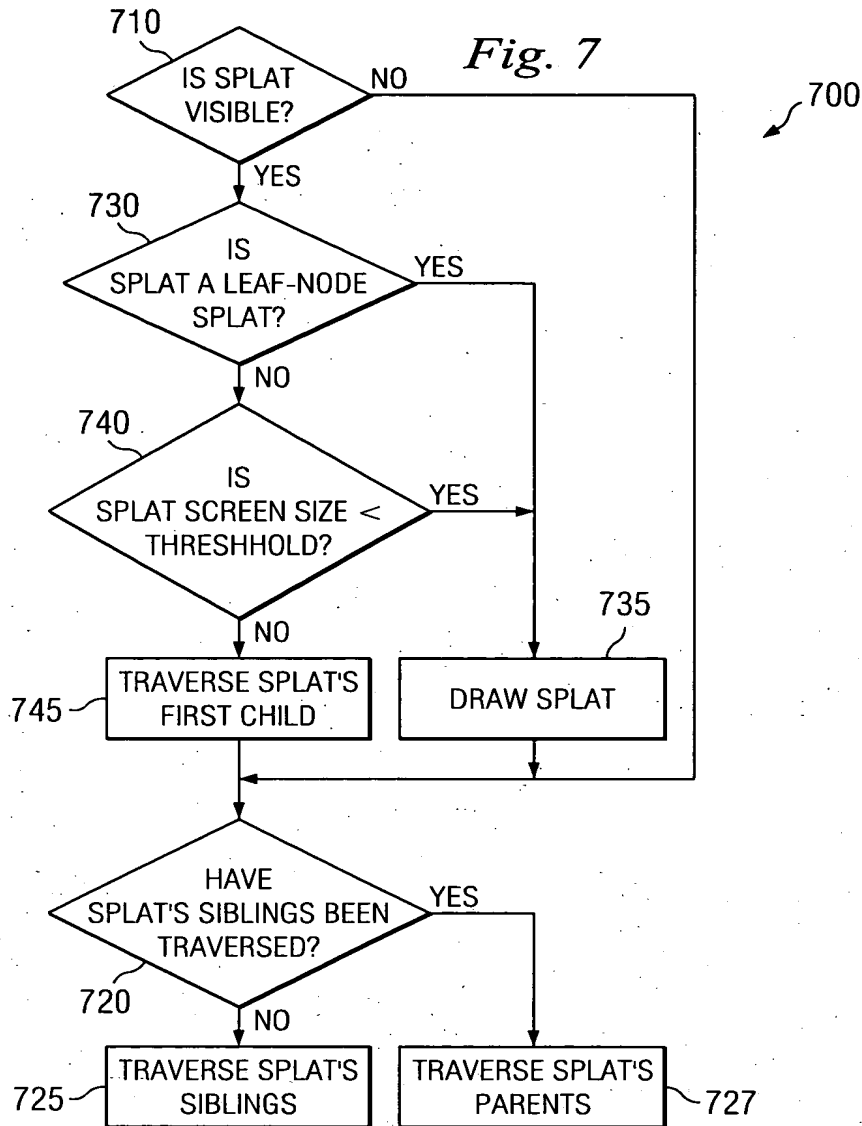 710
Fig. 7
IS SPLAT
VISIBLE?
NO
700
YES
730
IS
SPLAT A LEAF-NODE
SPLAT?
YES
NO
740
IS
SPLAT SCREEN SIZE <
THRESHHOLD?
YES
NO
735
745
TRAVERSE SPLAT'S
FIRST CHILD
DRAW SPLAT
HAVE
SPLAT'S SIBLINGS BEEN
TRAVERSED?
YES
720
NO
725
TRAVERSE SPLAT'S
SIBLINGS
TRAVERSE SPLAT'S
PARENTS
727